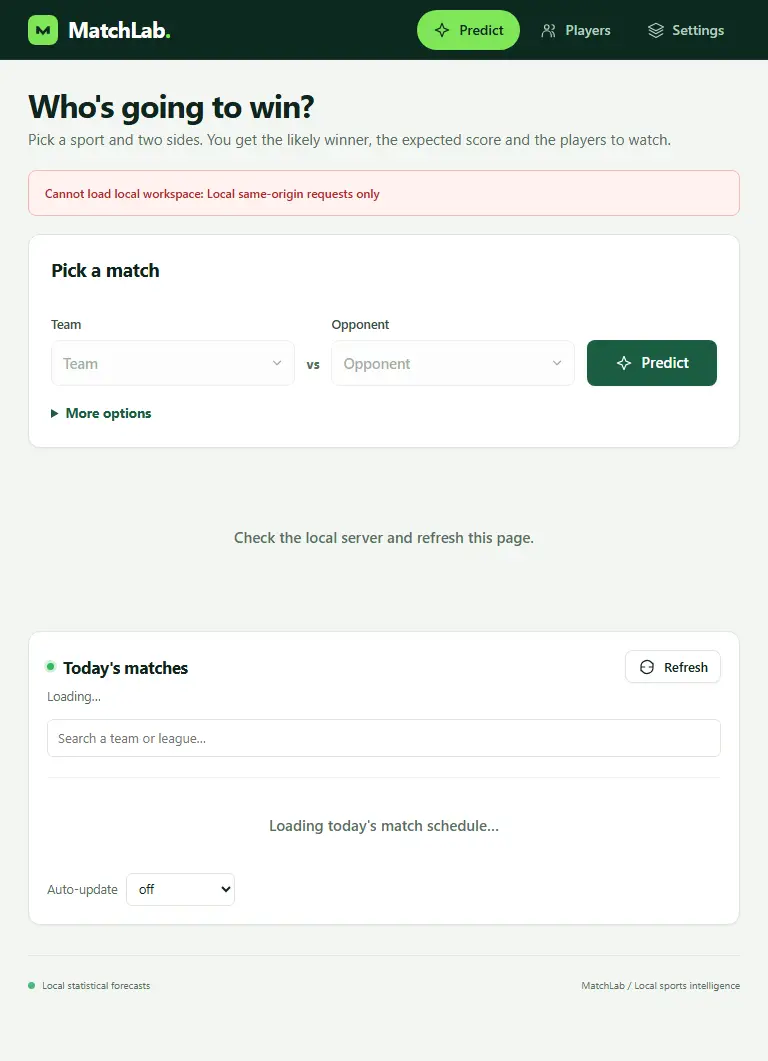 MatchLab.
Predict
Players
Settings
Who's going to win?
Pick a sport and two sides. You get the likely winner, the expected score and the players to watch.
Cannot load local workspace: Local same-origin requests only
Pick a match
Team
Opponent
Team
vs
Opponent
Predict
More options
Check the local server and refresh this page.
Today's matches
Refresh
Loading...
Search a team or league...
Loading today's match schedule...
Auto-update
off
Local statistical forecasts
MatchLab / Local sports intelligence